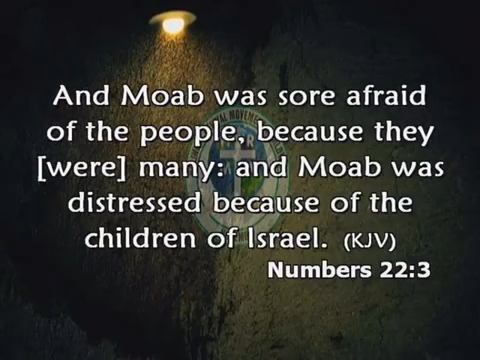 And Moab was sore afraid
of the people, because they
[were] many: and Moab was
distressed because of the
children of Israel. (KJV)
Numbers 22:3